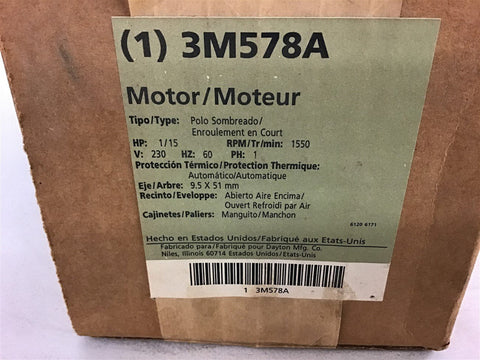 (1) 3M578A
Motor/Moteur
Tipo/Type: Polo Sombreado/
Enroulement en Court
HP: 1/15 RPM/Tr/min: 1550
V: 230 HZ: 60 PH: 1
Protección Térmico/Protection Thermique:
Automático/Automatique
Eje/Arbre: 9.5 X 51 mm
Recinto/Eveloppe: Abierto Aire Encima/
Ouvert Refroidi par Air
Cajinetes/Paliers: Manguito/Manchon
6120 6171
Hecho en Estados Unidos/Fabriqué aux Etats-Unis
Fabricado para/Fabriqué pour Dayton Mfg. Co.
Niles, Illinois 60714 Estados Unidos/Etats-Unis
1 3M578A